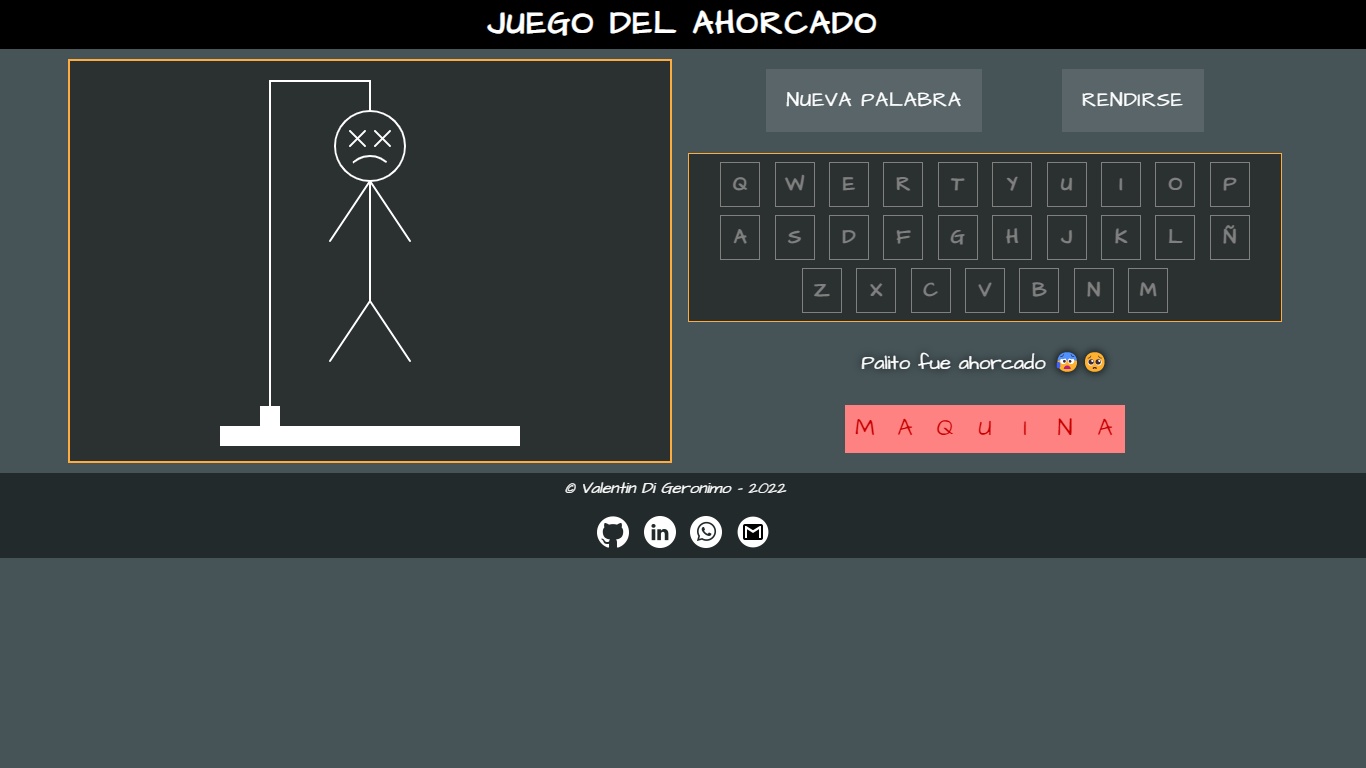 JUEGO DEL AHORCADO
NUEVA PALABRA RENDIRSE
Q W E R T Y U I O P
A S D F G H J K L Ñ
Z X C V B N M
Palito fue ahorcado 😰🥺
M A Q U I N A
© Valentin Di Geronimo - 2022